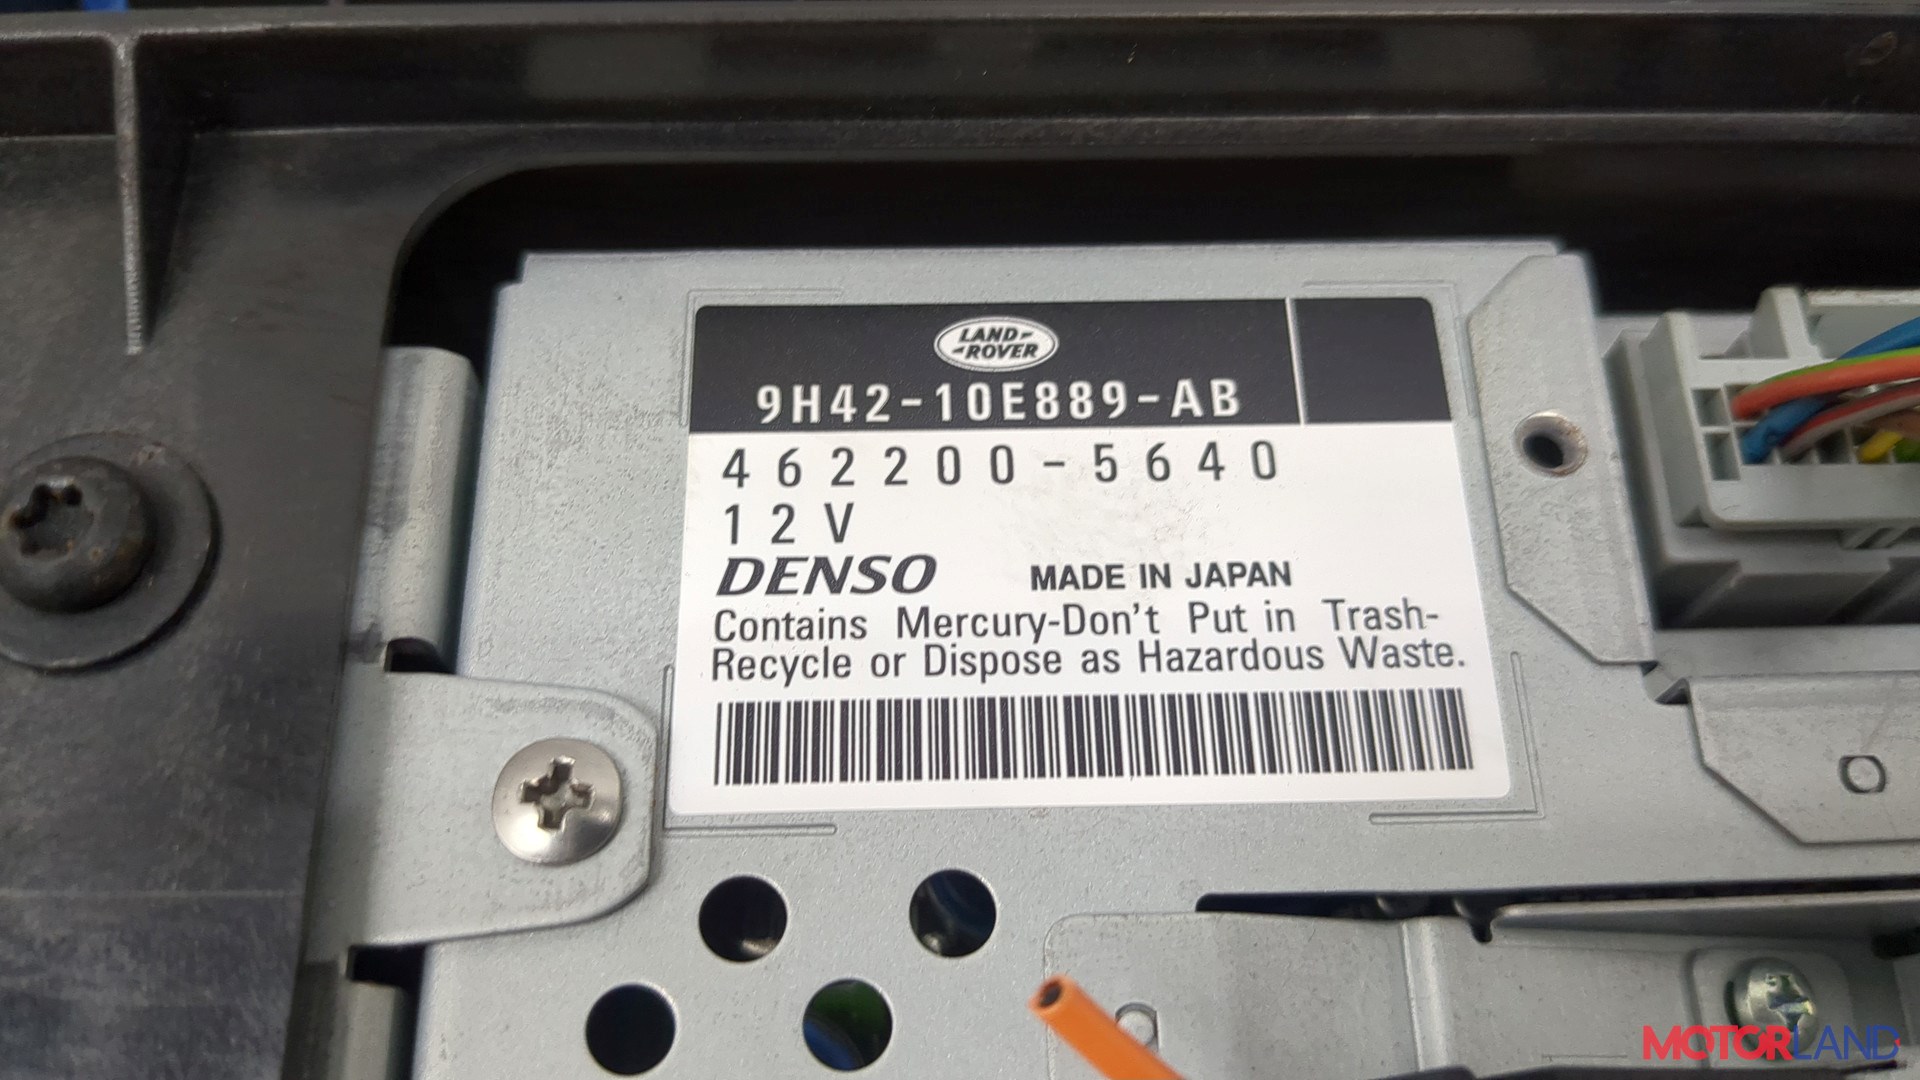 LAND-
-ROVER
9H42-10E889-AB
462200-5640
12V
DENSO MADE IN JAPAN
Contains Mercury-Don't Put in Trash-
Recycle or Dispose as Hazardous Waste.
MOTORLAND